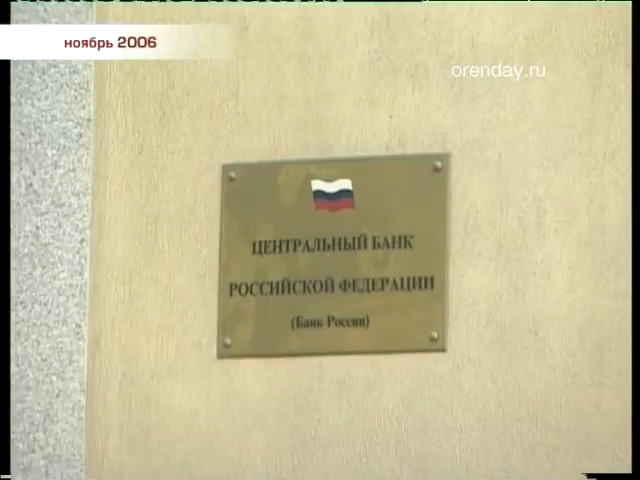 ноябрь 2006
orenday.ru
ЦЕНТРАЛЬНЫЙ БАНК
РОССИЙСКОЙ ФЕДЕРАЦИИ
(Банк России)